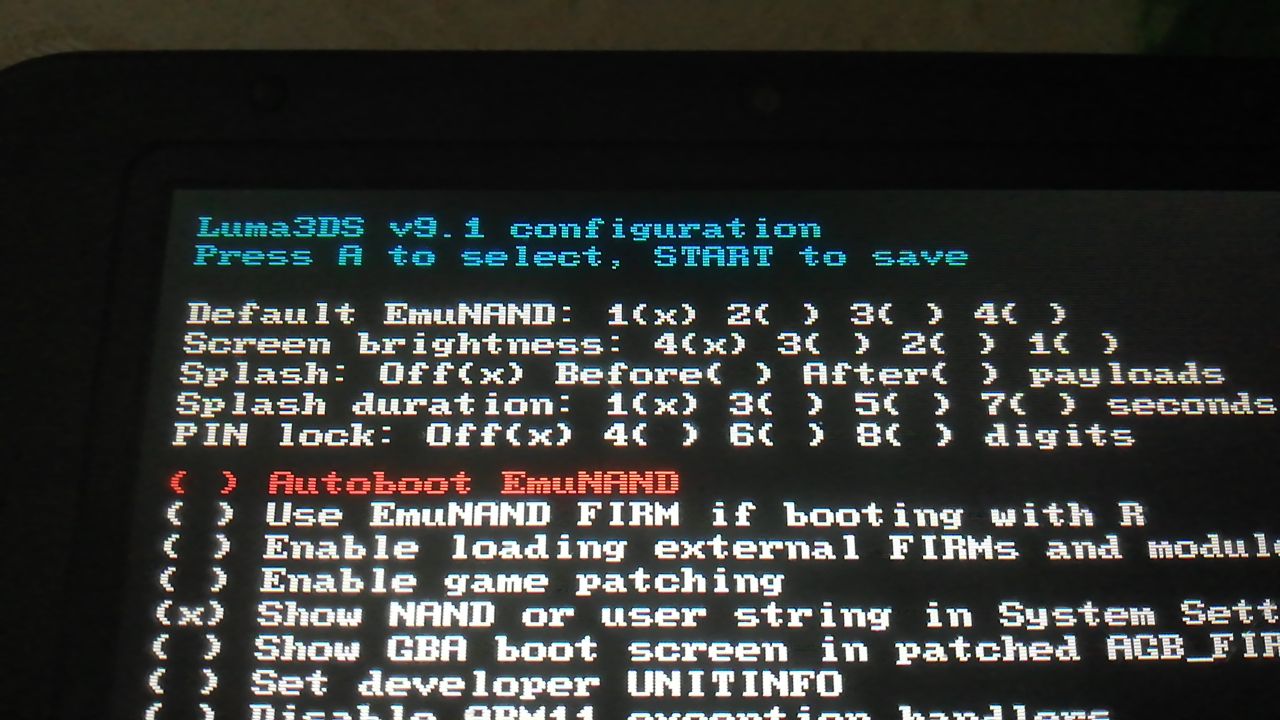 Luma3DS v9.1 configuration
Press A to select, START to save
Default EmuNAND: 1(x) 2( ) 3( ) 4( )
Screen brightness: 4(x) 3( ) 2( ) 1( )
Splash: Off(x) Before( ) After( ) payloads
Splash duration: 1(x) 3( ) 5( ) 7( ) seconds
PIN lock: Off(x) 4( ) 6( ) 8( ) digits
( ) Autoboot EmuNAND
( ) Use EmuNAND FIRM if booting with R
( ) Enable loading external FIRMs and module
( ) Enable game patching
(x) Show NAND or user string in System Sett
( ) Show GBA boot screen in patched AGB_FIR
( ) Set developer UNITINFO
( ) Disable ARM11 exception handlers